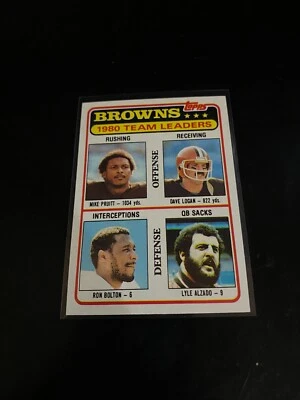 Topps
BROWNS
1980 TEAM LEADERS
RUSHING
RECEIVING
OFFENSE
MIKE PRUITT - 1034 yds.
DAVE LOGAN - 822 yds.
INTERCEPTIONS
QB SACKS
DEFENSE
RON BOLTON - 6
LYLE ALZADO - 9